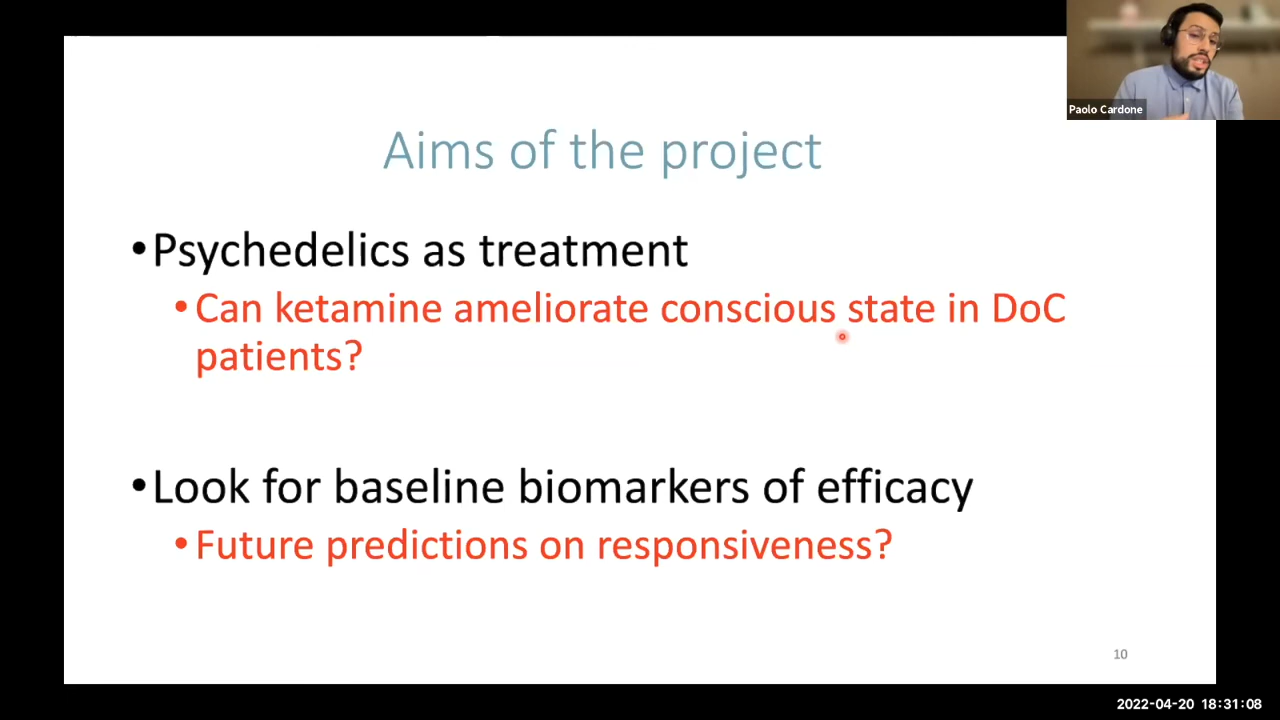 Paolo Cardone
Aims of the project
•Psychedelics as treatment
•Can ketamine ameliorate conscious state in DoC
patients?
•Look for baseline biomarkers of efficacy
•Future predictions on responsiveness?
10
2022-04-20 18:31:08